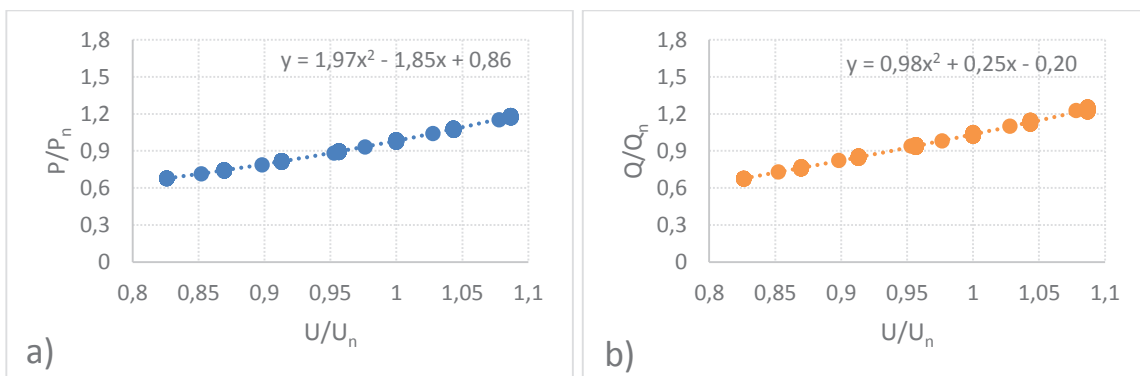 1,8
1,5
1,2
0,9
0,6
0,3
0
P/Pn
y = 1,97x² - 1,85x + 0,86
0,8 0,85 0,9 0,95 1 1,05 1,1
U/Un
a)
1,8
1,5
1,2
0,9
0,6
0,3
0
Q/Qn
y = 0,98x² + 0,25x - 0,20
0,8 0,85 0,9 0,95 1 1,05 1,1
U/Un
b)